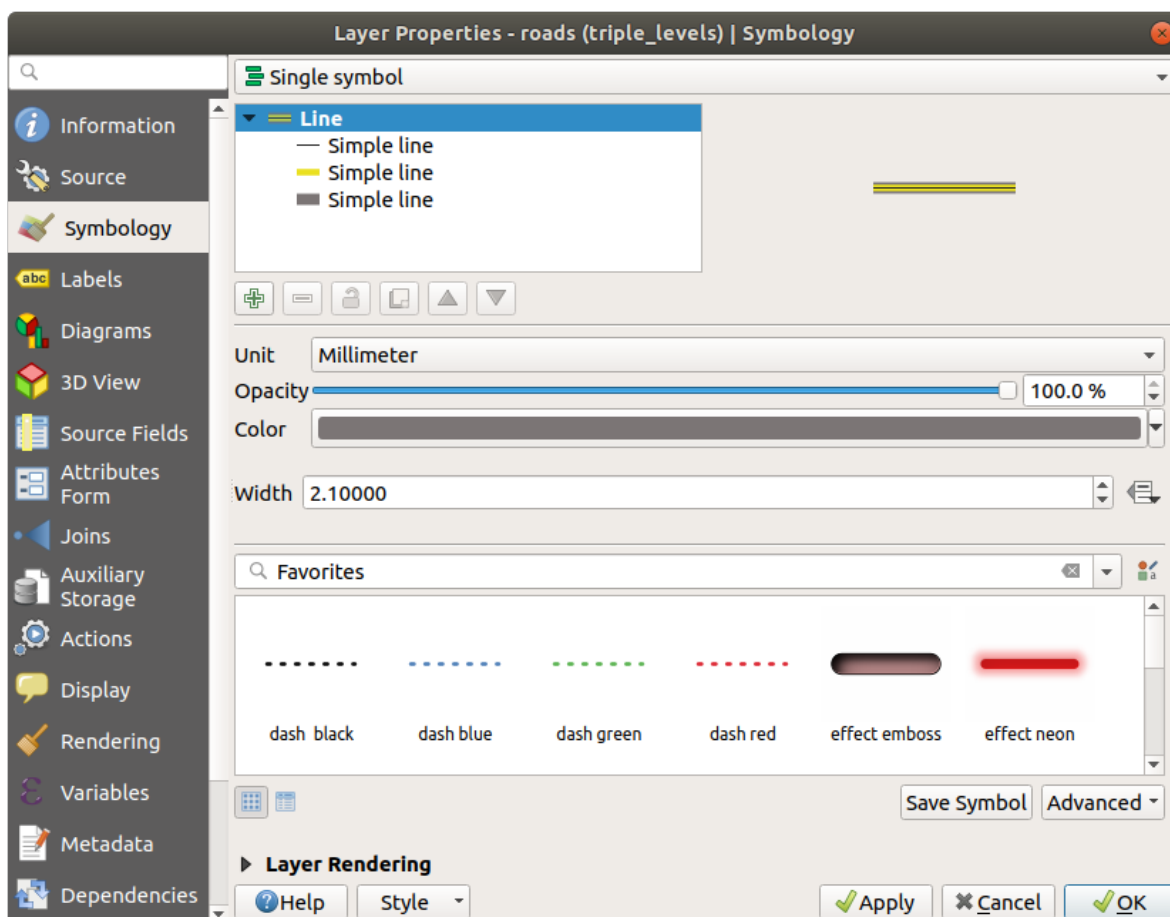 Layer Properties - roads (triple_levels) | Symbology
Information
Source
Symbology
abc Labels
Diagrams
3D View
Source Fields
Attributes
Form
Joins
Auxiliary
Storage
Actions
Display
Rendering
Variables
Metadata
Dependencies
Single symbol
Line
Simple line
Simple line
Simple line
Unit Millimeter
Opacity 100.0 %
Color
Width 2.10000
Favorites
dash black dash blue dash green dash red effect emboss effect neon
Save Symbol Advanced
Layer Rendering
Help Style Apply Cancel OK